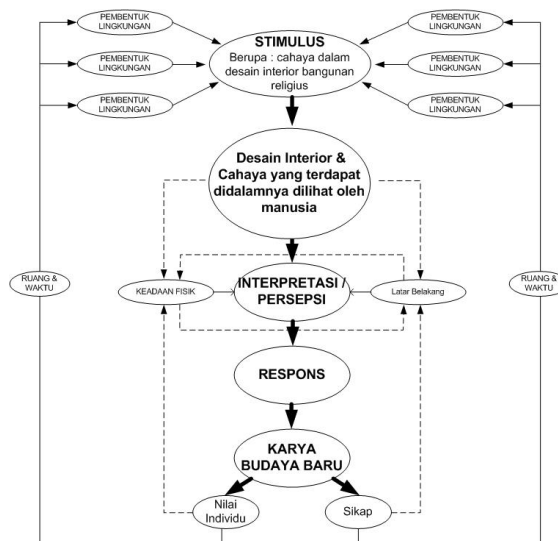 PEMBENTUK
LINGKUNGAN
PEMBENTUK
LINGKUNGAN
PEMBENTUK
LINGKUNGAN
STIMULUS
Berupa : cahaya dalam
desain interior bangunan
religius
PEMBENTUK
LINGKUNGAN
PEMBENTUK
LINGKUNGAN
PEMBENTUK
LINGKUNGAN
Desain Interior &
Cahaya yang terdapat
didalamnya dilihat oleh
manusia
RUANG &
WAKTU
KEADAAN FISIK
INTERPRETASI /
PERSEPSI
Latar Belakang
RUANG &
WAKTU
RESPONS
KARYA
BUDAYA BARU
Nilai
Individu
Sikap